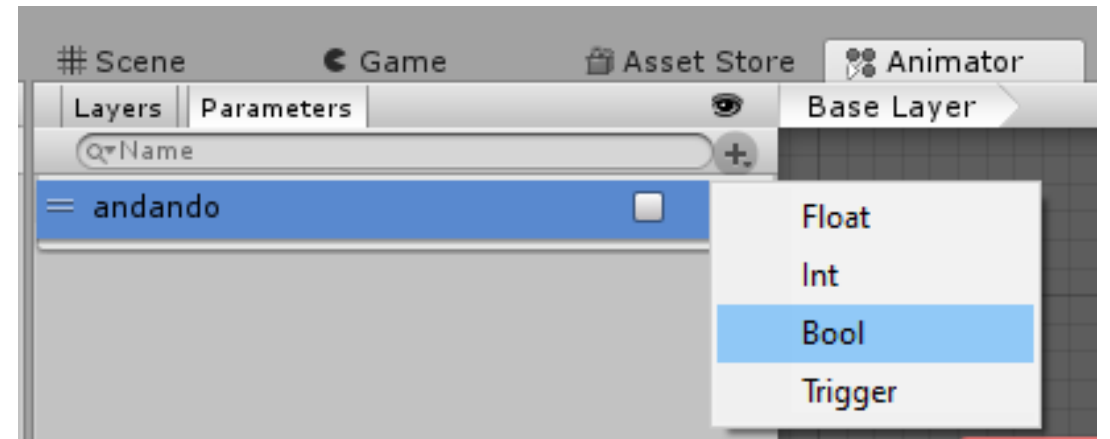 Scene Game Asset Store Animator
Layers Parameters Base Layer
Name
andando
Float
Int
Bool
Trigger